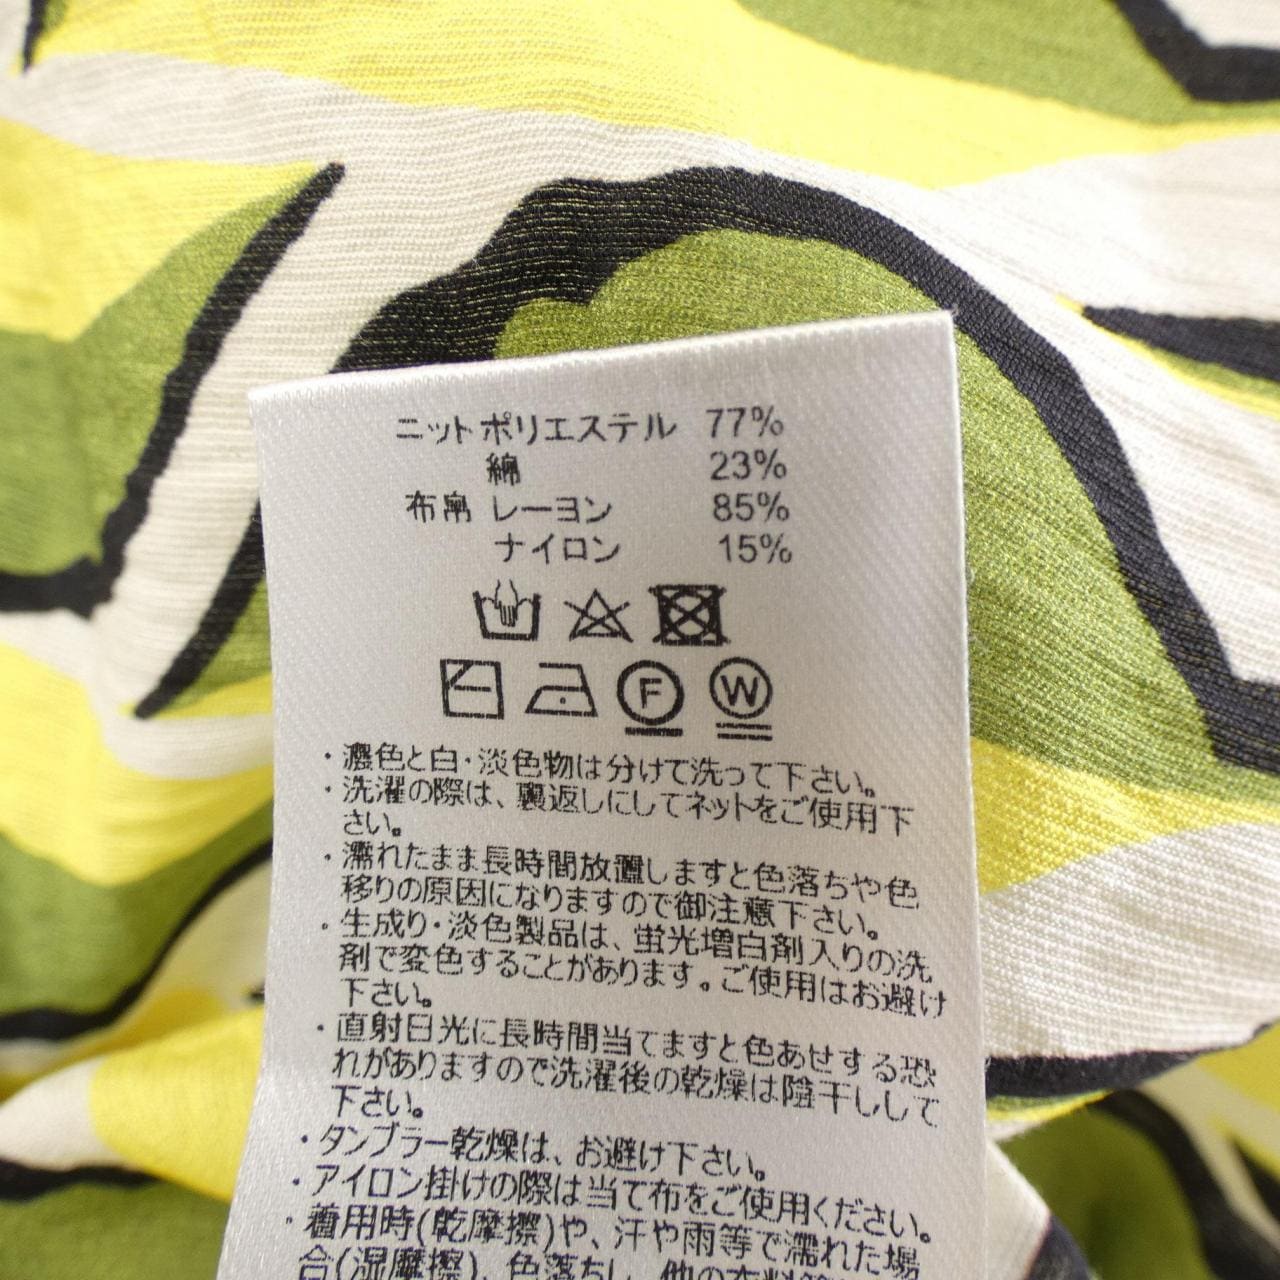 ニット ポリエステル 77%
綿 23%
布帛 レーヨン 85%
ナイロン 15%
F W
・濃色と白・淡色物は分けて洗って下さい。
・洗濯の際は、裏返しにしてネットをご使用下
さい。
・濡れたまま長時間放置しますと色落ちや色
移りの原因になりますので御注意下さい。
・生成り・淡色製品は、蛍光増白剤入りの洗
剤で変色することがあります。ご使用はお避け
下さい。
・直射日光に長時間当てますと色あせする恐
れがありますので洗濯後の乾燥は陰干しして
下さい。
・タンブラー乾燥は、お避け下さい。
・アイロン掛けの際は当て布をご使用ください。
・着用時(乾摩擦)や、汗や雨等で濡れた場
合(湿摩擦)、色落ちし、他の